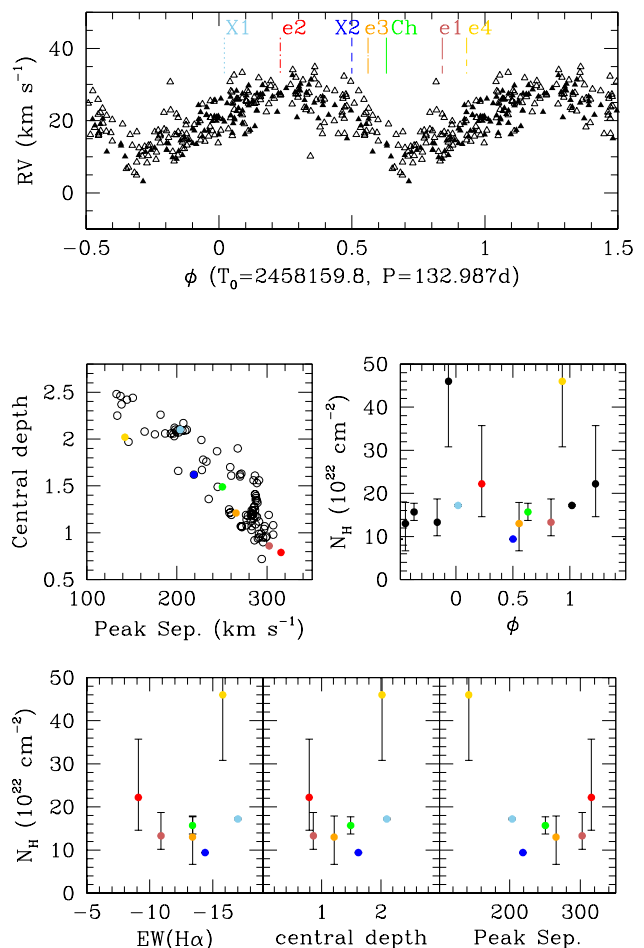 X1 e2 X2 e3 Ch e1 e4
40
20
0
RV (km s⁻¹)
−0.5 0 0.5 1 1.5
ϕ (T₀=2458159.8, P=132.987d)
2.5
2
1.5
1
0.5
Central depth
100 200 300
Peak Sep. (km s⁻¹)
50
40
30
20
10
0
N_H (10²² cm⁻²)
0 0.5 1
ϕ
50
40
30
20
10
0
N_H (10²² cm⁻²)
−5 −10 −15
EW(Hα)
1 2
central depth
200 300
Peak Sep.